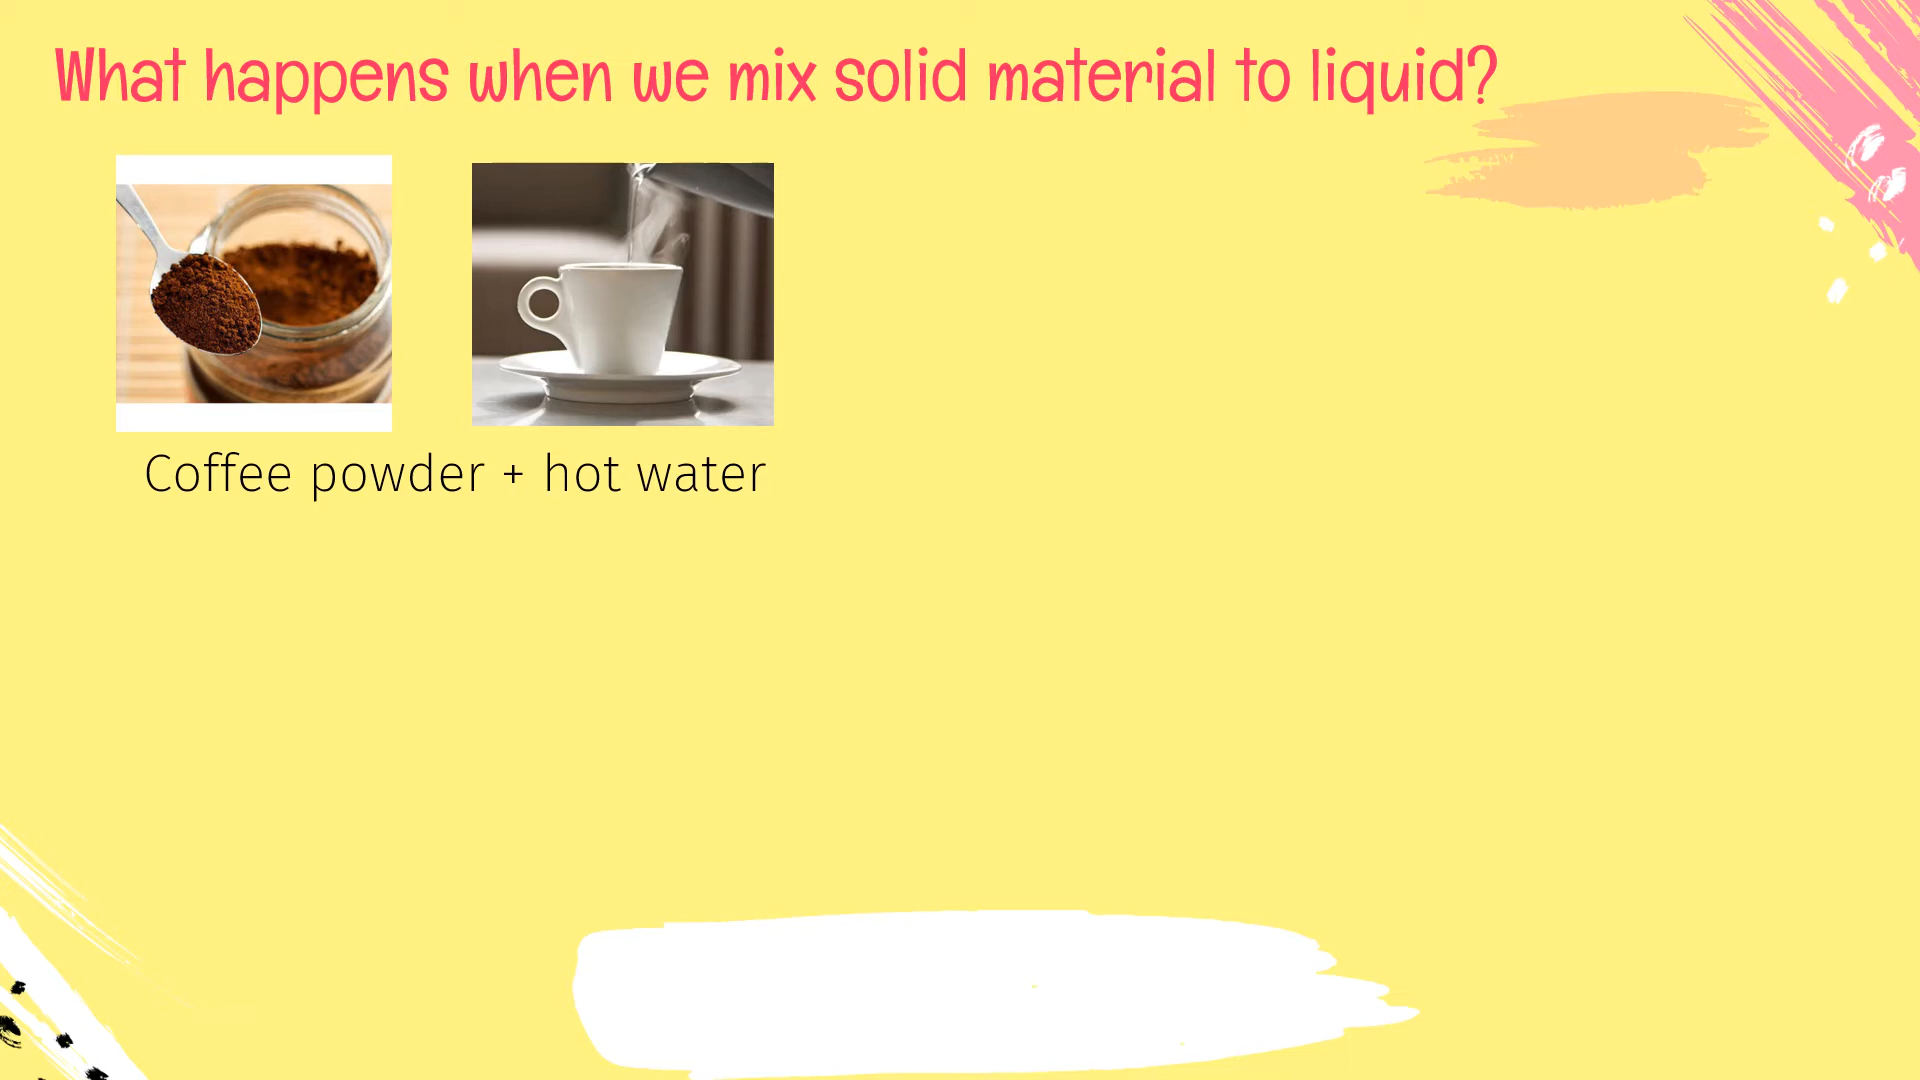 What happens when we mix solid material to liquid?
Coffee powder + hot water